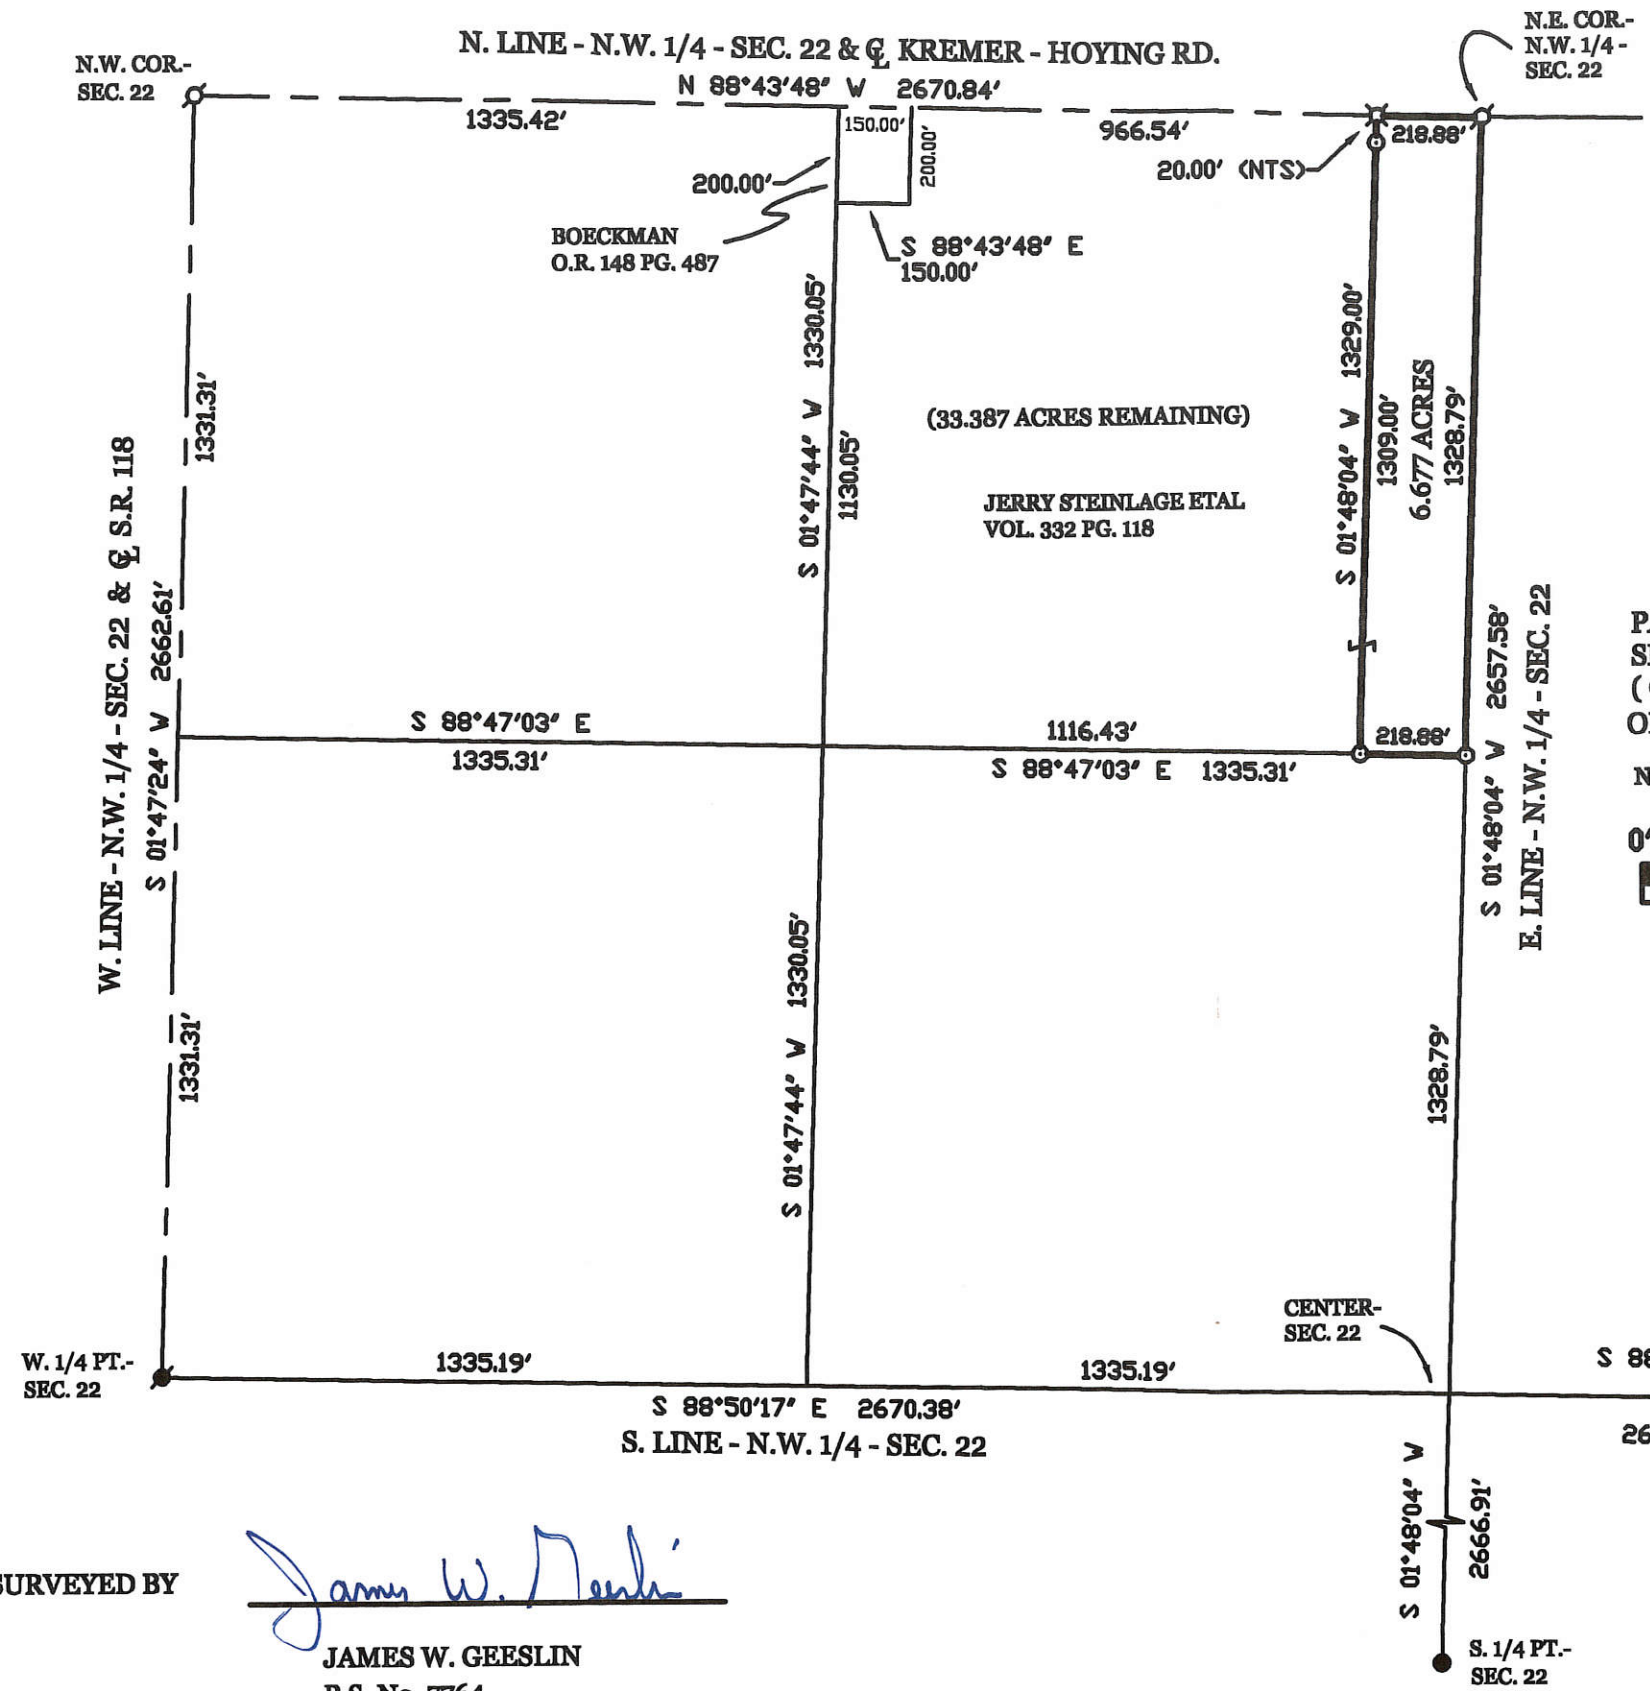 N. LINE - N.W. 1/4 - SEC. 22 & ℄ KREMER - HOYING RD.
N 88°43'48" W 2670.84'
N.W. COR.-
SEC. 22
N.E. COR.-
N.W. 1/4 -
SEC. 22
1335.42'
150.00'
966.54'
218.88'
20.00' (NTS)
200.00'
200.00'
BOECKMAN
O.R. 148 PG. 487
S 88°43'48" E
150.00'
1331.31'
S 01°47'44" W 1330.05'
1130.05'
(33.387 ACRES REMAINING)
JERRY STEINLAGE ETAL
VOL. 332 PG. 118
S 01°48'04" W 1329.00'
1309.00'
6.677 ACRES
1328.79'
W. LINE - N.W. 1/4 - SEC. 22 & ℄ S.R. 118
S 01°47'24" W 2662.61'
S 01°48'04" W 2657.58'
E. LINE - N.W. 1/4 - SEC. 22
S 88°47'03" E
1335.31'
1116.43'
218.88'
S 88°47'03" E 1335.31'
1331.31'
S 01°47'44" W 1330.05'
1328.79'
CENTER-
SEC. 22
W. 1/4 PT.-
SEC. 22
1335.19'
1335.19'
S 88
S 88°50'17" E 2670.38'
S. LINE - N.W. 1/4 - SEC. 22
26
S 01°48'04" W
2666.91'
S. 1/4 PT.-
SEC. 22
SURVEYED BY
James W. Geeslin
JAMES W. GEESLIN
P.S. No. 7764